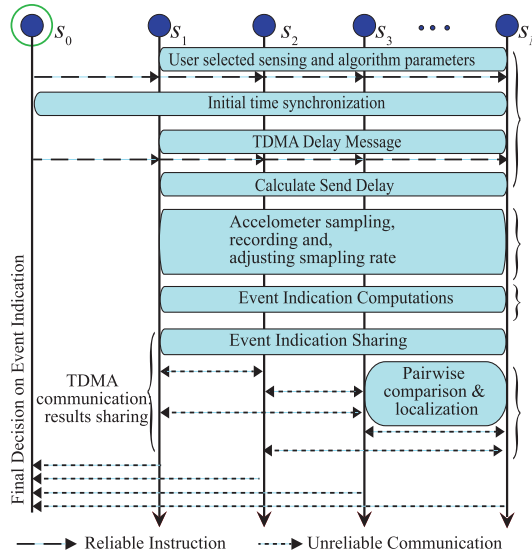 s0 s1 s2 s3 ... s
User selected sensing and algorithm parameters
Initial time synchronization
TDMA Delay Message
Calculate Send Delay
Accelometer sampling,
recording and,
adjusting smapling rate
Event Indication Computations
Event Indication Sharing
TDMA
communication,
results sharing
Pairwise
comparison &
localization
Final Decision on Event Indication
Reliable Instruction
Unreliable Communication